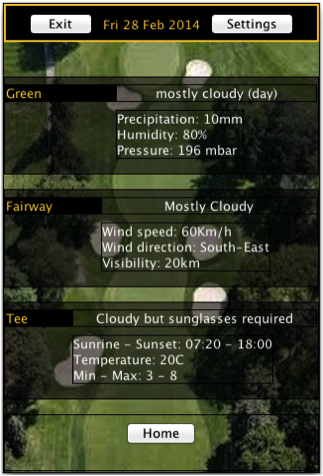 Exit Fri 28 Feb 2014 Settings
Green mostly cloudy (day)
Precipitation: 10mm
Humidity: 80%
Pressure: 196 mbar
Fairway Mostly Cloudy
Wind speed: 60Km/h
Wind direction: South-East
Visibility: 20km
Tee Cloudy but sunglasses required
Sunrine - Sunset: 07:20 - 18:00
Temperature: 20C
Min - Max: 3 - 8
Home